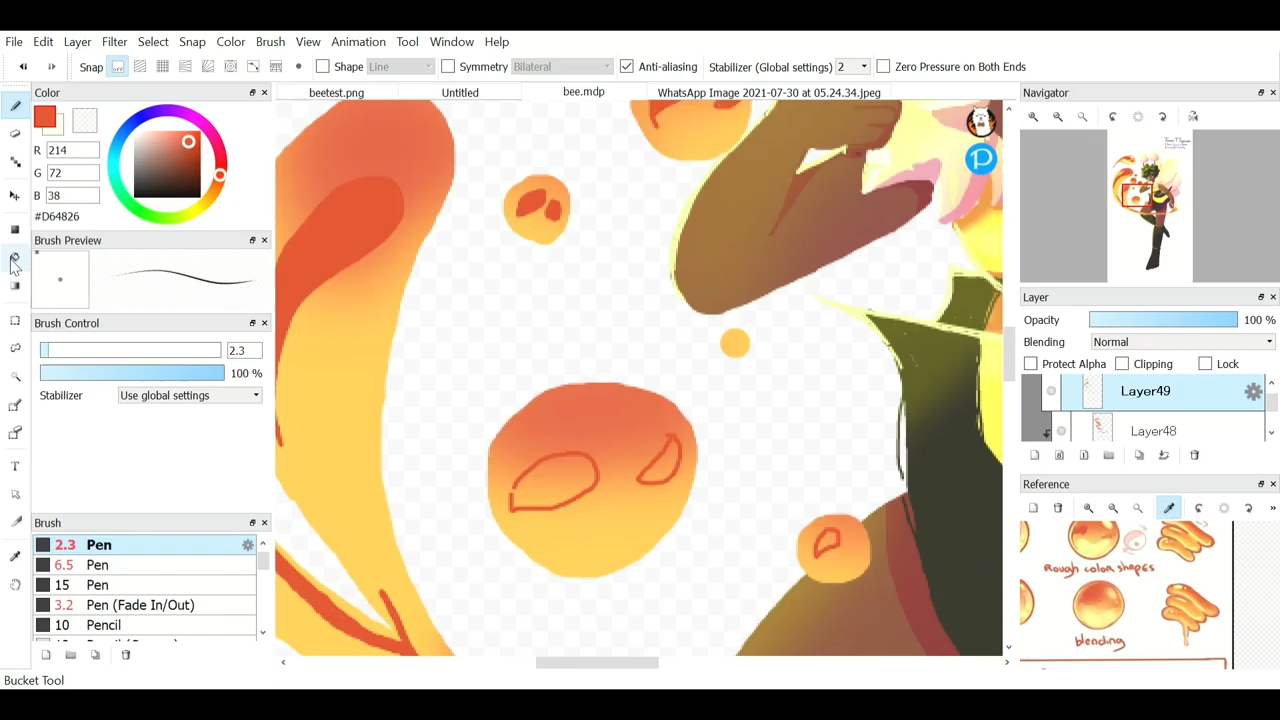 File Edit Layer Filter Select Snap Color Brush View Animation Tool Window Help
Snap off Shape Line Symmetry Bilateral Anti-aliasing Stabilizer (Global settings) 2 Zero Pressure on Both Ends
Color
R 214
G 72
B 38
#D64826
Brush Preview
Brush Control
2.3
100 %
Stabilizer Use global settings
Brush
2.3 Pen
6.5 Pen
15 Pen
3.2 Pen (Fade In/Out)
10 Pencil
Bucket Tool
beetest.png Untitled bee.mdp WhatsApp Image 2021-07-30 at 05.24.34.jpeg
P
Navigator
Layer
Opacity 100 %
Blending Normal
Protect Alpha Clipping Lock
Layer49
Layer48
Reference
Rough color shapes
blending